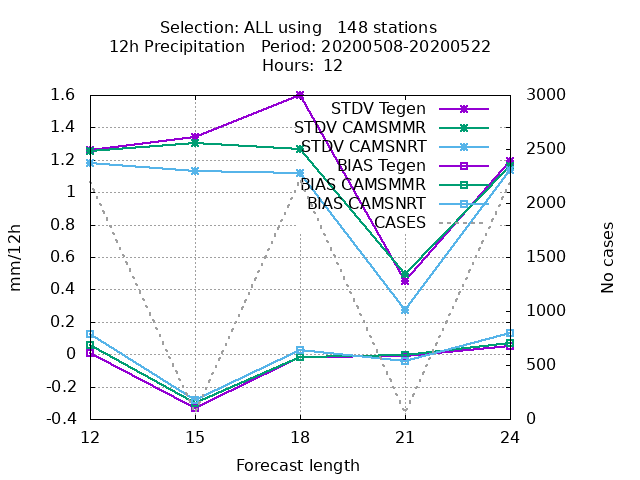 Selection: ALL using   148 stations
12h Precipitation   Period: 20200508-20200522
Hours:  12
1.6
1.4
1.2
1
0.8
0.6
0.4
0.2
0
-0.2
-0.4
mm/12h
STDV Tegen
STDV CAMSMMR
STDV CAMSNRT
BIAS Tegen
BIAS CAMSMMR
BIAS CAMSNRT
CASES
3000
2500
2000
1500
1000
500
0
No cases
12 15 18 21 24
Forecast length